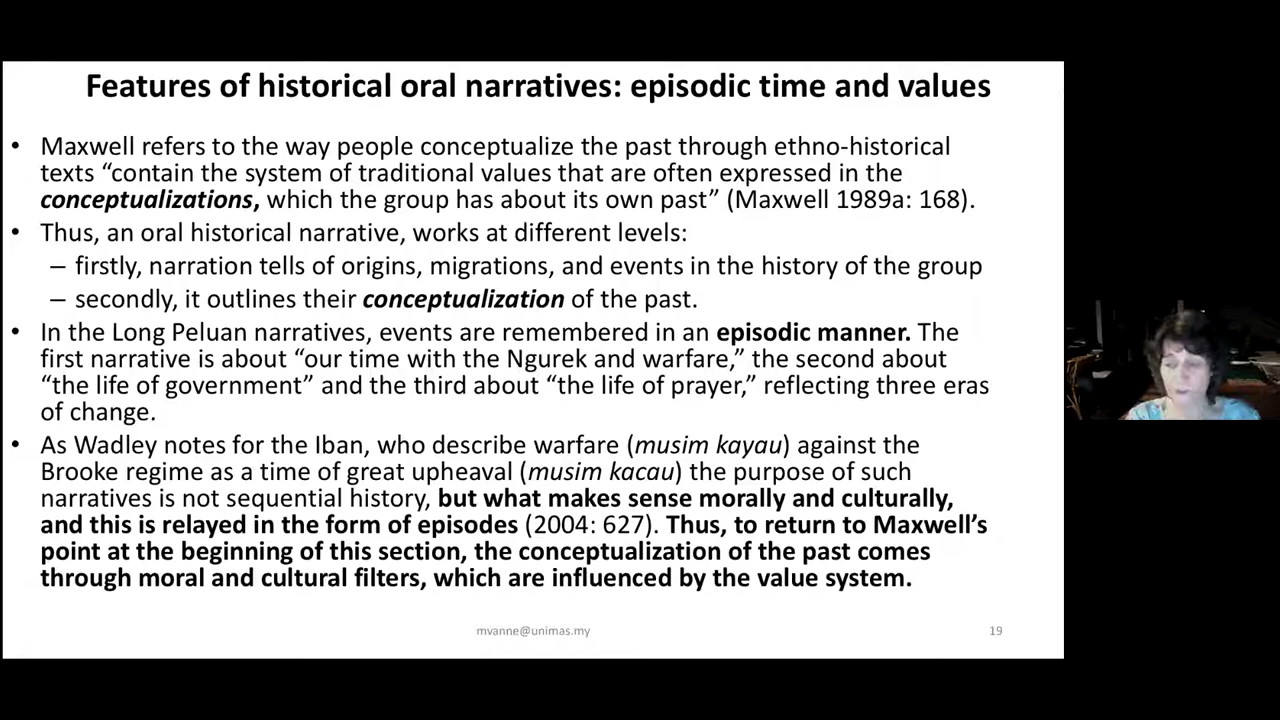 Features of historical oral narratives: episodic time and values
• Maxwell refers to the way people conceptualize the past through ethno-historical
texts “contain the system of traditional values that are often expressed in the
conceptualizations, which the group has about its own past” (Maxwell 1989a: 168).
• Thus, an oral historical narrative, works at different levels:
– firstly, narration tells of origins, migrations, and events in the history of the group
– secondly, it outlines their conceptualization of the past.
• In the Long Peluan narratives, events are remembered in an episodic manner. The
first narrative is about “our time with the Ngurek and warfare,” the second about
“the life of government” and the third about “the life of prayer,” reflecting three eras
of change.
• As Wadley notes for the Iban, who describe warfare (musim kayau) against the
Brooke regime as a time of great upheaval (musim kacau) the purpose of such
narratives is not sequential history, but what makes sense morally and culturally,
and this is relayed in the form of episodes (2004: 627). Thus, to return to Maxwell’s
point at the beginning of this section, the conceptualization of the past comes
through moral and cultural filters, which are influenced by the value system.
mvanne@unimas.my
19